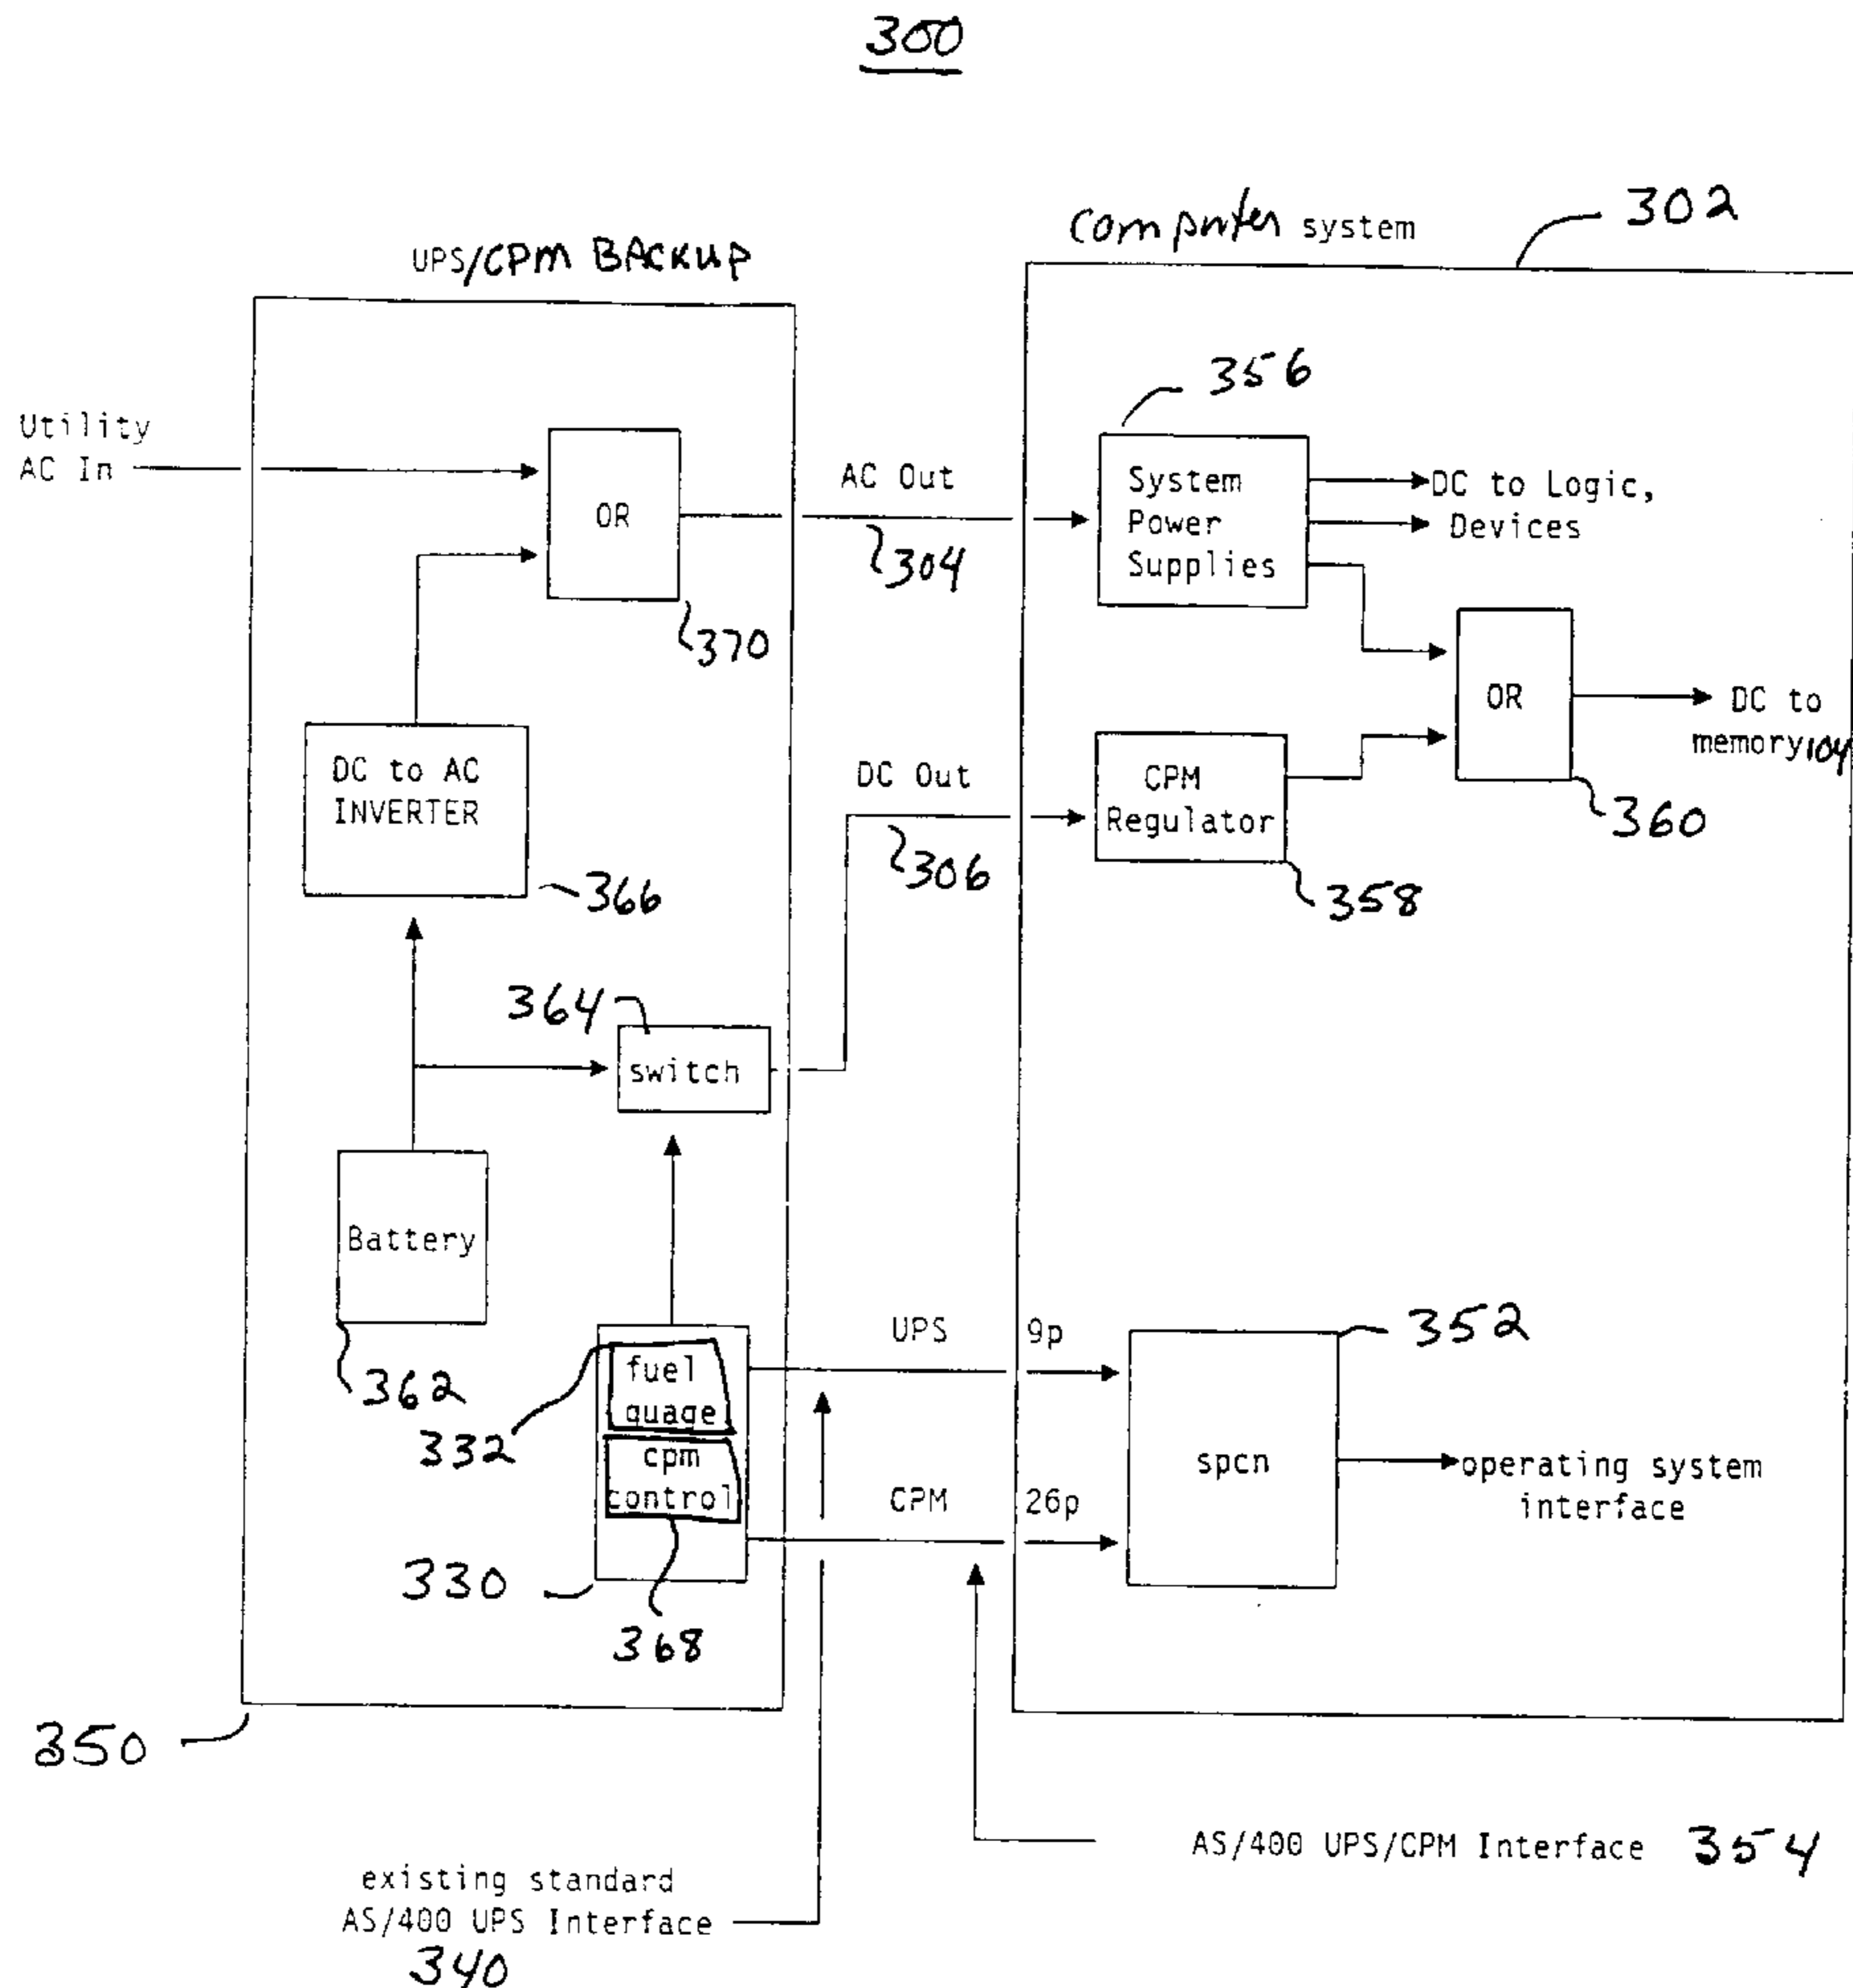 300
UPS/CPM BACKUP
computer system
302
Utility
AC In
OR
370
AC Out
304
356
System
Power
Supplies
DC to Logic,
Devices
OR
360
DC to
memory 104
DC to AC
INVERTER
366
DC Out
306
CPM
Regulator
358
364
switch
Battery
362
332
fuel
guage
cpm
control
330
368
UPS
9p
CPM
26p
352
spcn
operating system
interface
350
AS/400 UPS/CPM Interface 354
existing standard
AS/400 UPS Interface
340